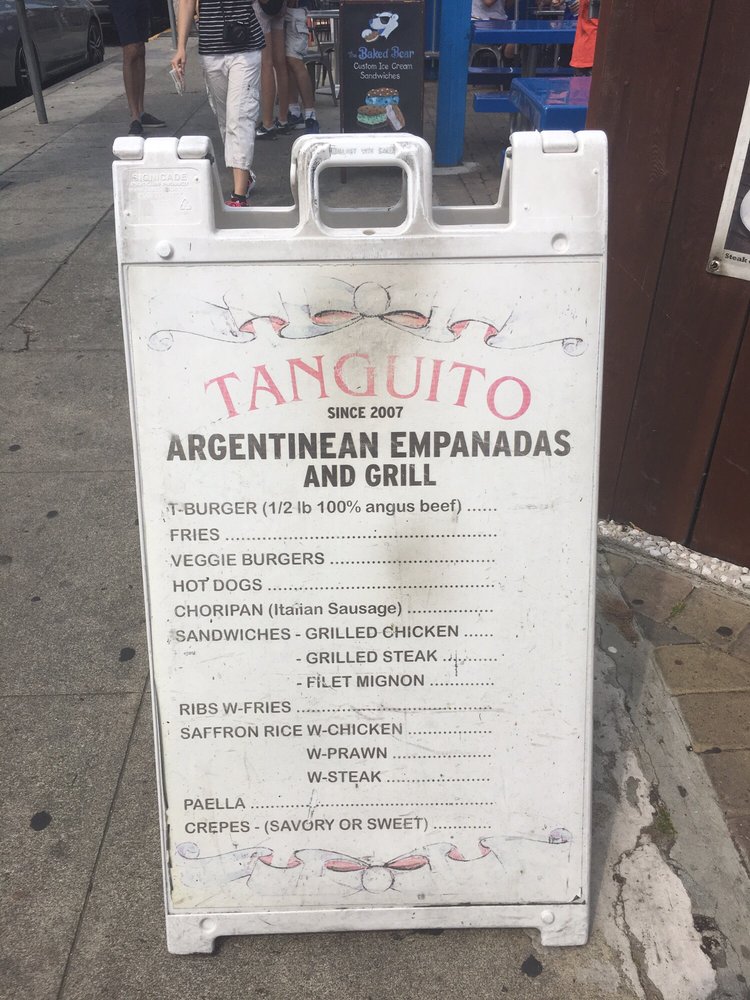 The Baked Bear
Custom Ice Cream
Sandwiches
SIGNICADE
TANGUITO
SINCE 2007
ARGENTINEAN EMPANADAS
AND GRILL
T-BURGER (1/2 lb 100% angus beef) ......
FRIES ..........................................................
VEGGIE BURGERS ...................................
HOT DOGS ................................................
CHORIPAN (Italian Sausage) ..................
SANDWICHES - GRILLED CHICKEN ......
- GRILLED STEAK ...........
- FILET MIGNON .............
RIBS W-FRIES ..........................................
SAFFRON RICE W-CHICKEN .................
W-PRAWN ....................
W-STEAK .....................
PAELLA ....................................................
CREPES - (SAVORY OR SWEET) ............
Steak